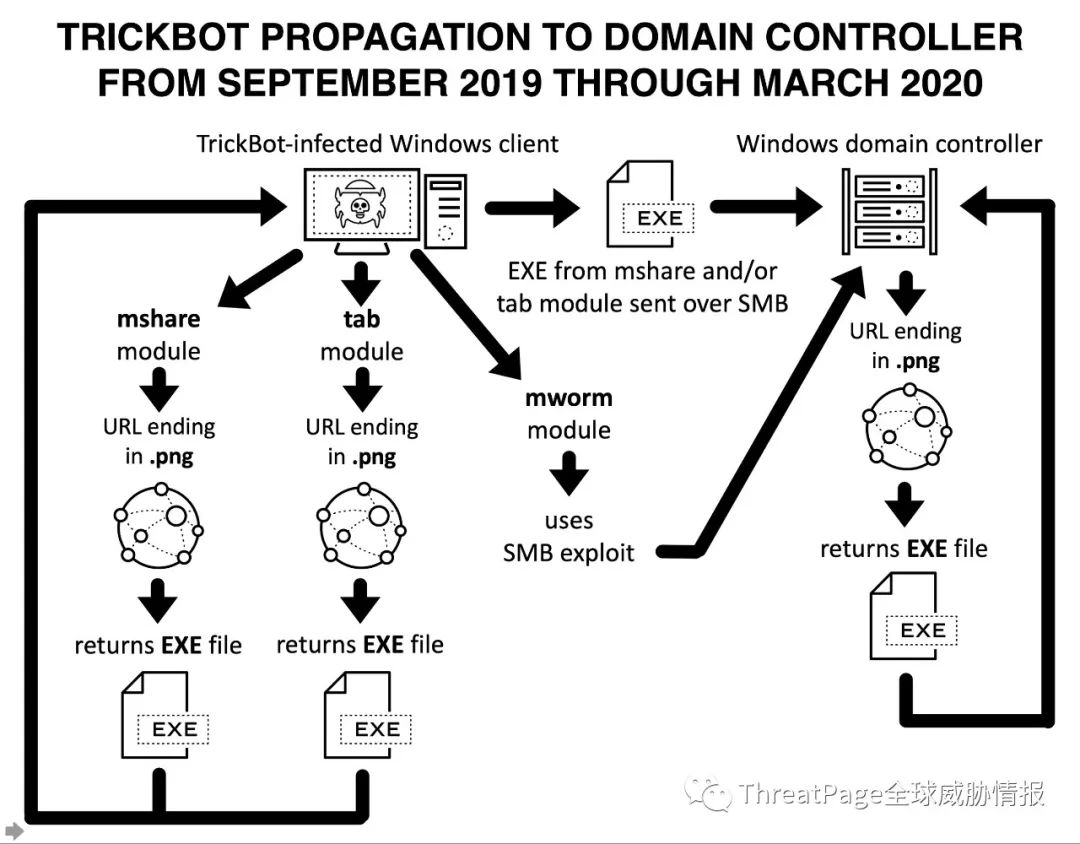 TRICKBOT PROPAGATION TO DOMAIN CONTROLLER
FROM SEPTEMBER 2019 THROUGH MARCH 2020
TrickBot-infected Windows client
Windows domain controller
EXE
EXE from mshare and/or
tab module sent over SMB
mshare
module
URL ending
in .png
returns EXE file
EXE
tab
module
URL ending
in .png
returns EXE file
EXE
mworm
module
uses
SMB exploit
URL ending
in .png
returns EXE file
EXE
ThreatPage全球威胁情报